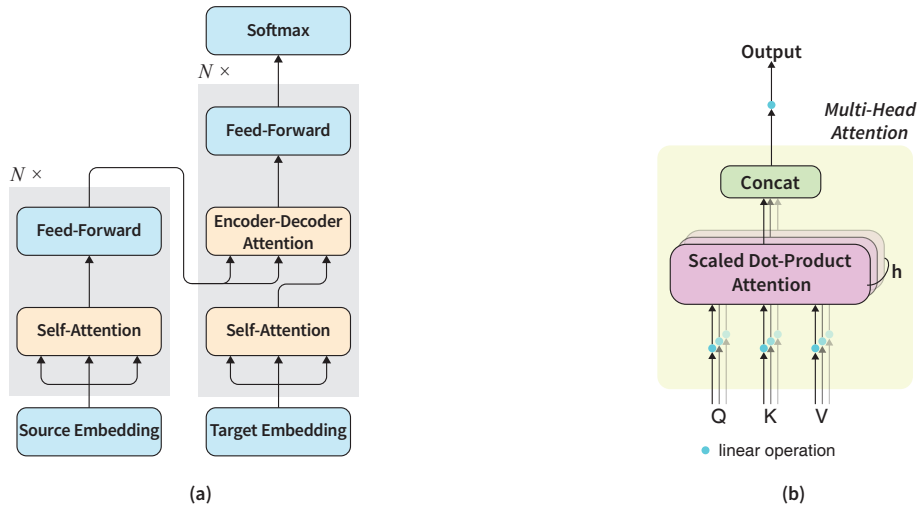 Softmax
N ×
Feed-Forward
Encoder-Decoder
Attention
Self-Attention
Target Embedding
N ×
Feed-Forward
Self-Attention
Source Embedding
(a)
Output
Multi-Head
Attention
Concat
Scaled Dot-Product
Attention
h
Q K V
linear operation
(b)